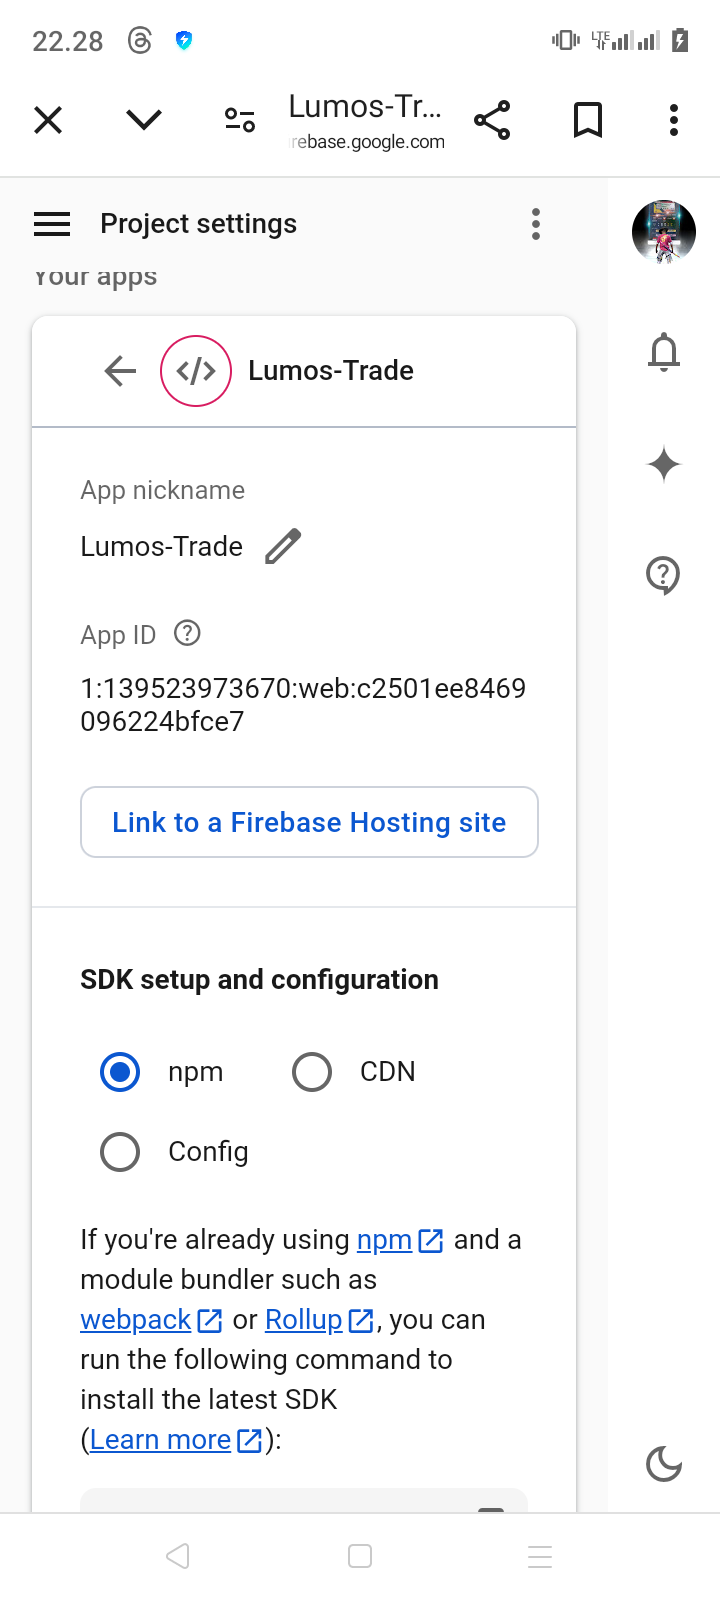 22.28
LTE
Lumos-Tr...
rebase.google.com
Project settings
Your apps
</> Lumos-Trade
App nickname
Lumos-Trade
App ID
1:139523973670:web:c2501ee8469
096224bfce7
Link to a Firebase Hosting site
SDK setup and configuration
npm CDN
Config
If you're already using npm and a
module bundler such as
webpack or Rollup, you can
run the following command to
install the latest SDK
(Learn more):